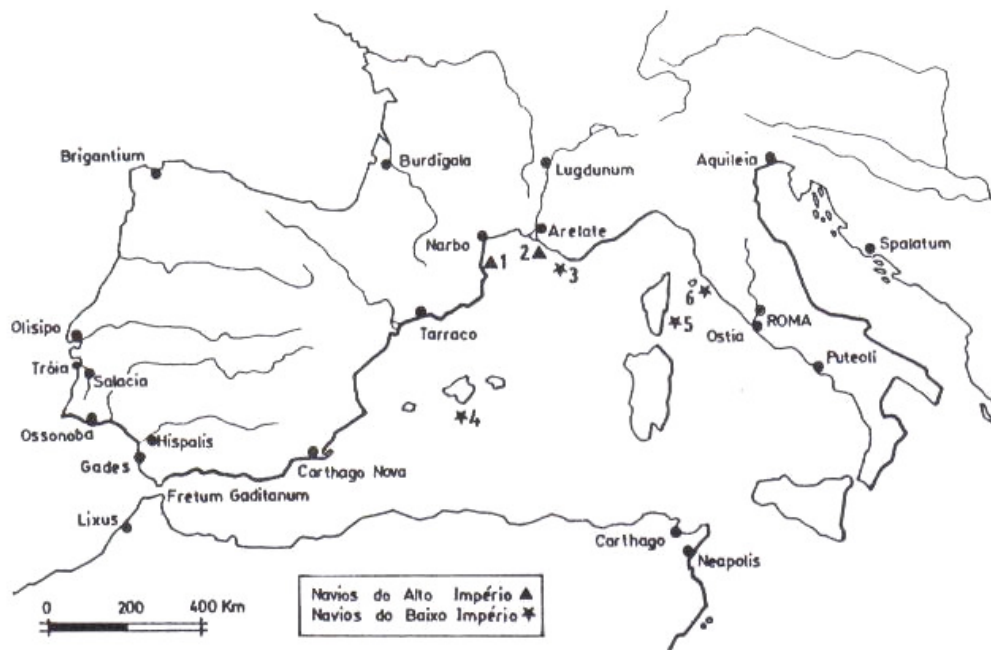 Brigantium
Burdigala
Lugdunum
Aquileia
Narbo
Arelate
Spalatum
1
2
3
6
5
Olisipo
Tarraco
ROMA
Ostia
Tróia
Salacia
Puteoli
4
Ossonoba
Hispalis
Gades
Carthago Nova
Fretum Gaditanum
Lixus
Carthago
Neapolis
Navios do Alto Império ▲
Navios do Baixo Império ★
0 200 400 Km